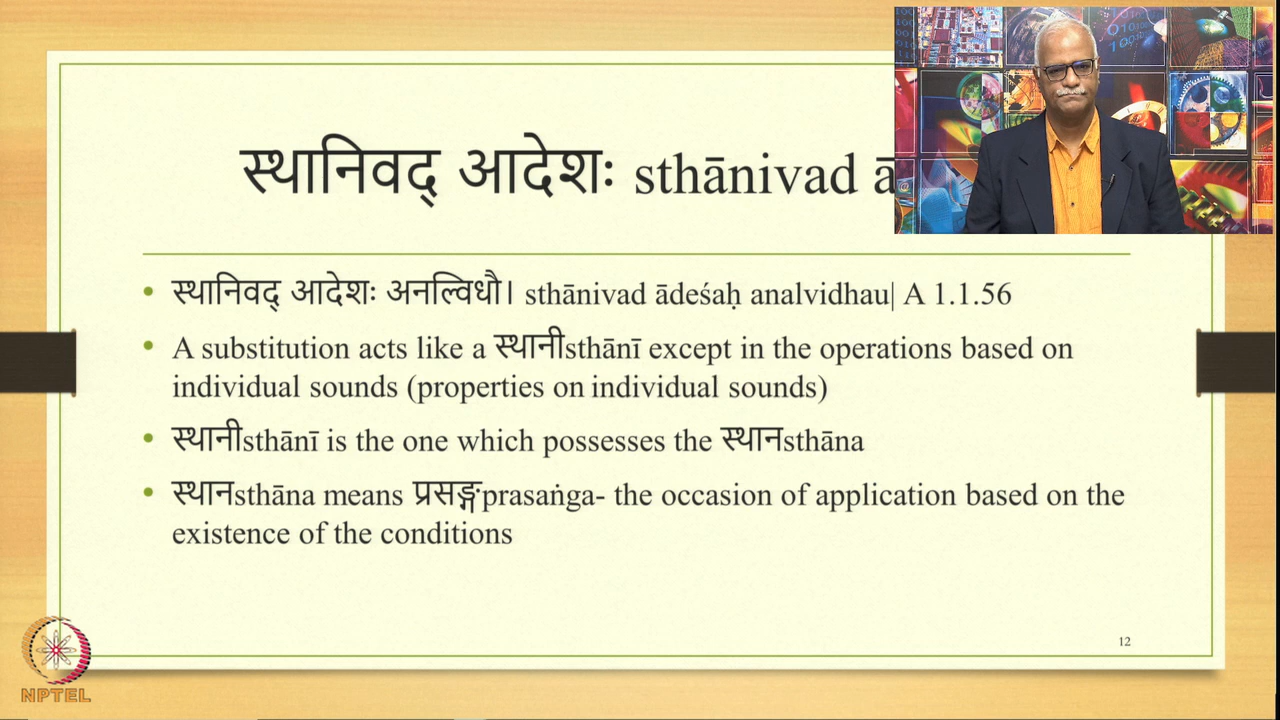 स्थानिवद् आदेशः sthānivad
• स्थानिवद् आदेशः अनल्विधौ। sthānivad ādeśaḥ analvidhau| A 1.1.56
• A substitution acts like a स्थानीsthānī except in the operations based on
individual sounds (properties on individual sounds)
• स्थानीsthānī is the one which possesses the स्थानsthāna
• स्थानsthāna means प्रसङ्गprasaṅga- the occasion of application based on the
existence of the conditions
12
NPTEL